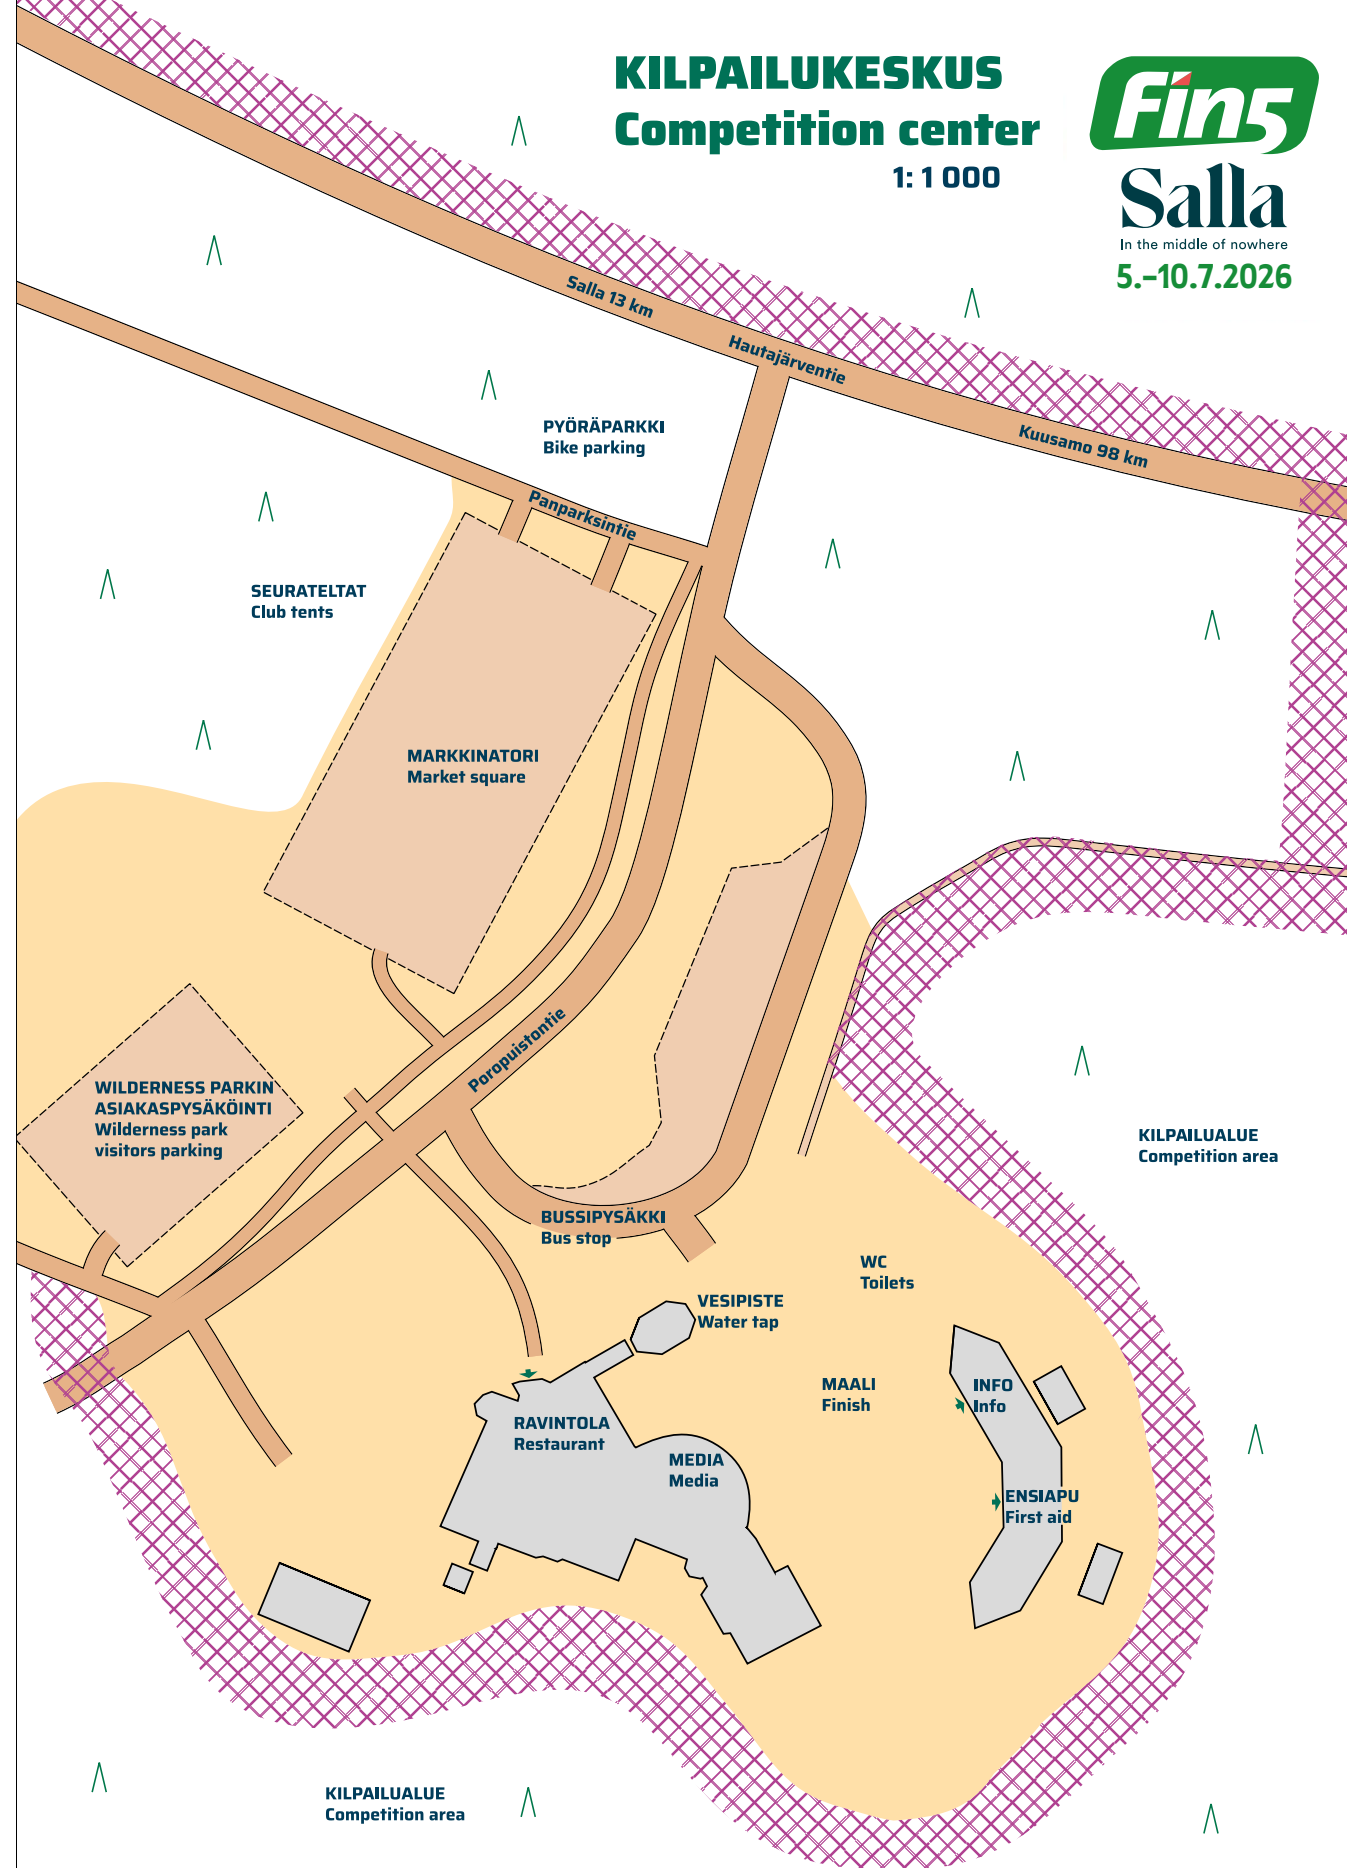 KILPAILUKESKUS
Competition center
1: 1 000
Fin5
Salla
In the middle of nowhere
5.–10.7.2026
Salla 13 km
Hautajärventie
Kuusamo 98 km
PYÖRÄPARKKI
Bike parking
Panparksintie
SEURATELTAT
Club tents
MARKKINATORI
Market square
Poropuistontie
WILDERNESS PARKIN
ASIAKASPYSÄKÖINTI
Wilderness park
visitors parking
KILPAILUALUE
Competition area
BUSSIPYSÄKKI
Bus stop
WC
Toilets
VESIPISTE
Water tap
MAALI
Finish
INFO
Info
RAVINTOLA
Restaurant
MEDIA
Media
ENSIAPU
First aid
KILPAILUALUE
Competition area